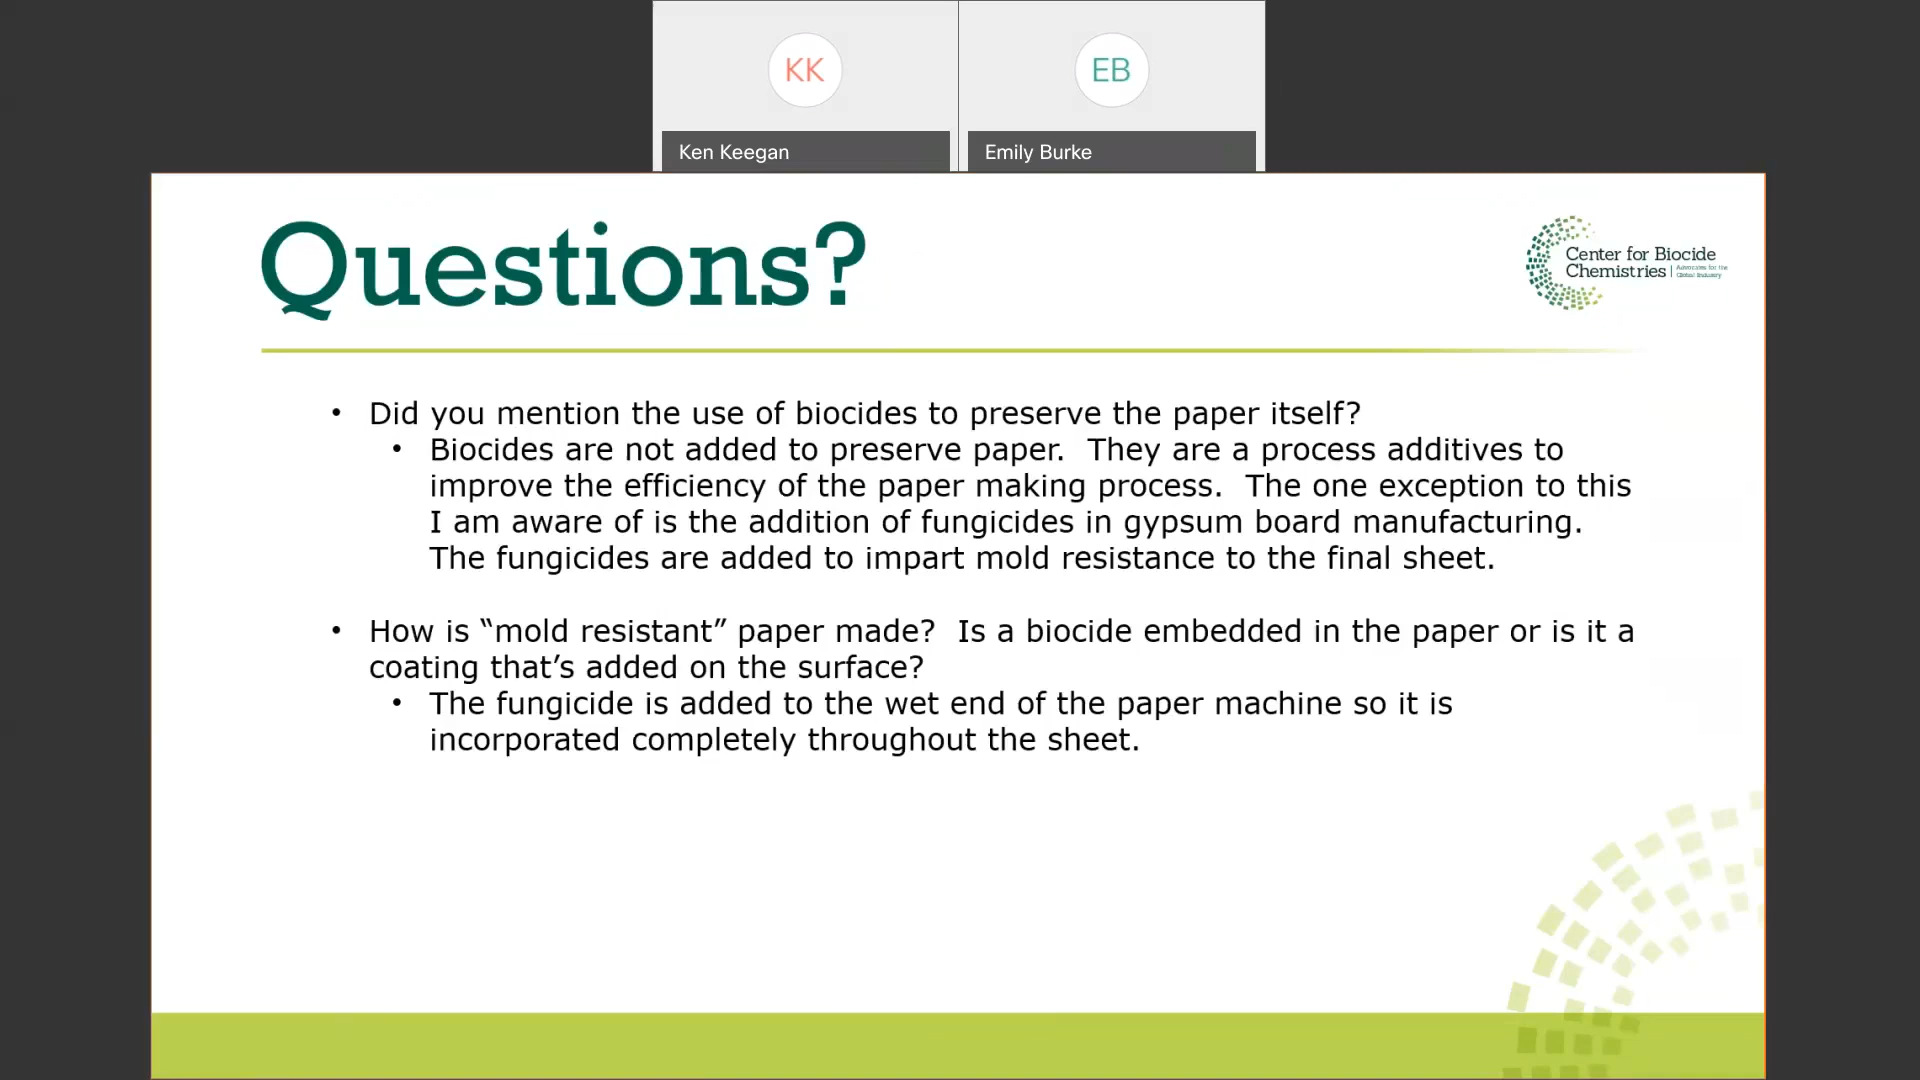 KK
EB
Ken Keegan
Emily Burke
Questions?
Center for Biocide
Chemistries
Advocates for the
Global Industry
• Did you mention the use of biocides to preserve the paper itself?
• Biocides are not added to preserve paper.  They are a process additives to
improve the efficiency of the paper making process.  The one exception to this
I am aware of is the addition of fungicides in gypsum board manufacturing.
The fungicides are added to impart mold resistance to the final sheet.
• How is “mold resistant” paper made?  Is a biocide embedded in the paper or is it a
coating that’s added on the surface?
• The fungicide is added to the wet end of the paper machine so it is
incorporated completely throughout the sheet.